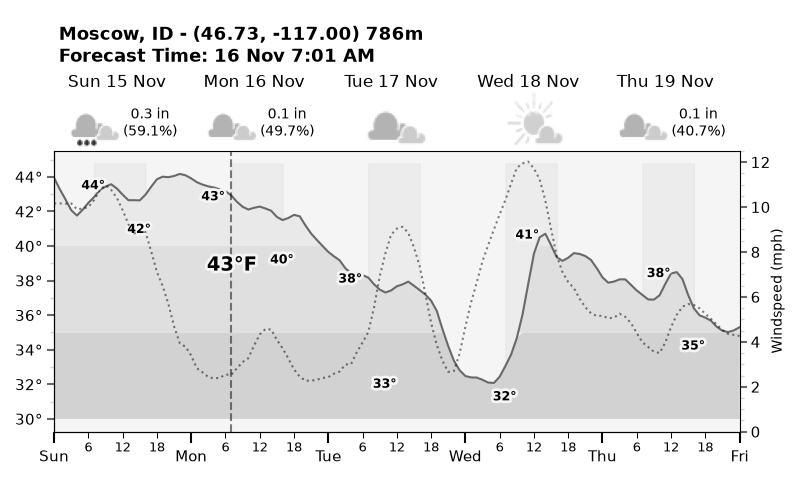 Moscow, ID - (46.73, -117.00) 786m
Forecast Time: 16 Nov 7:01 AM
Sun 15 Nov Mon 16 Nov Tue 17 Nov Wed 18 Nov Thu 19 Nov
0.3 in 0.1 in 0.1 in
(59.1%) (49.7%) (40.7%)
44° 42° 40° 38° 36° 34° 32° 30°
44° 42° 43° 43°F 40° 38° 33° 41° 32° 38° 35°
12 10 8 6 4 2 0
Windspeed (mph)
6 12 18 6 12 18 6 12 18 6 12 18 6 12 18
Sun Mon Tue Wed Thu Fri